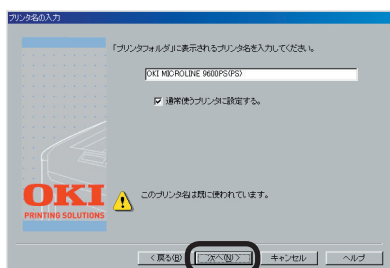 プリンタ名の入力
「プリンタフォルダ」に表示されるプリンタ名を入力してください。
OKI MICROLINE 9600PS(PS)
通常使うプリンタに設定する。
OKI
PRINTING SOLUTIONS
このプリンタ名は既に使われています。
< 戻る(B) 次へ(N) > キャンセル ヘルプ